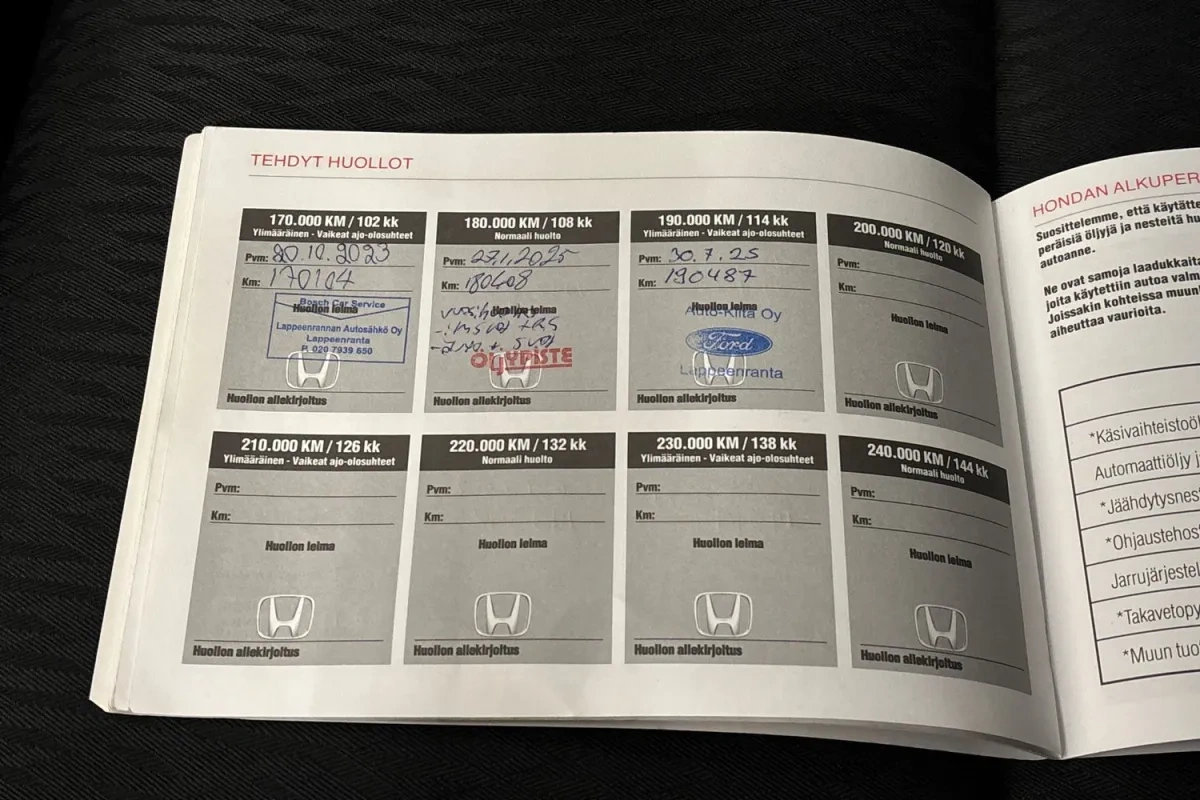 TEHDYT HUOLLOT
170.000 KM / 102 kk
Ylimääräinen - Vaikeat ajo-olosuhteet
Pvm: 20.10.2023
Km: 170104
Huollon leima
Bosch Car Service
Lappeenrannan Autosähkö Oy
Lappeenranta
P. 020 7939 650
Huollon allekirjoitus
180.000 KM / 108 kk
Normaali huolto
Pvm: 27.1.2025
Km: 180408
Huollon leima
ÖLJYPISTE
Huollon allekirjoitus
190.000 KM / 114 kk
Ylimääräinen - Vaikeat ajo-olosuhteet
Pvm: 30.7.25
Km: 190487
Huollon leima
Auto-Kilta Oy
Ford
Lappeenranta
Huollon allekirjoitus
200.000 KM / 120 kk
Normaali huolto
Pvm:
Km:
Huollon leima
Huollon allekirjoitus
210.000 KM / 126 kk
Ylimääräinen - Vaikeat ajo-olosuhteet
Pvm:
Km:
Huollon leima
Huollon allekirjoitus
220.000 KM / 132 kk
Normaali huolto
Pvm:
Km:
Huollon leima
Huollon allekirjoitus
230.000 KM / 138 kk
Ylimääräinen - Vaikeat ajo-olosuhteet
Pvm:
Km:
Huollon leima
Huollon allekirjoitus
240.000 KM / 144 kk
Normaali huolto
Pvm:
Km:
Huollon leima
Huollon allekirjoitus
HONDAN ALKUPER
Suosittelemme, että käytätte
peräisiä öljyjä ja nesteitä hu
autoanne.
Ne ovat samoja laadukkaita
joita käytettiin autoa valm
Joissakin kohteissa muun
aiheuttaa vaurioita.
*Käsivaihteistoöl
Automaattiöljy j
*Jäähdytysnes
*Ohjaustehos
Jarrujärjestel
*Takavetopy
*Muun tuo